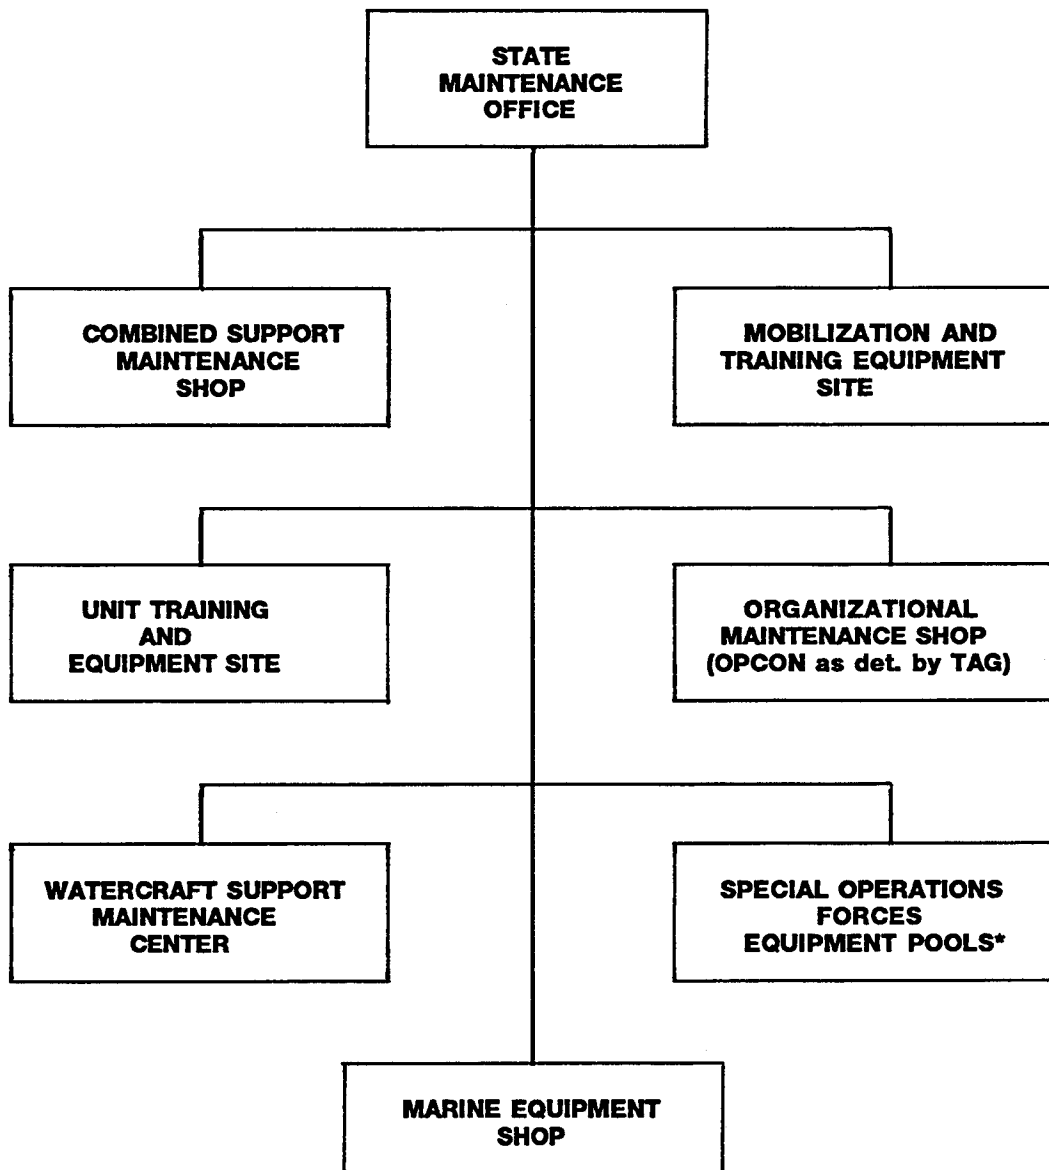 STATE
MAINTENANCE
OFFICE
COMBINED SUPPORT
MAINTENANCE
SHOP
MOBILIZATION AND
TRAINING EQUIPMENT
SITE
UNIT TRAINING
AND
EQUIPMENT SITE
ORGANIZATIONAL
MAINTENANCE SHOP
(OPCON as det. by TAG)
WATERCRAFT SUPPORT
MAINTENANCE
CENTER
SPECIAL OPERATIONS
FORCES
EQUIPMENT POOLS*
MARINE EQUIPMENT
SHOP